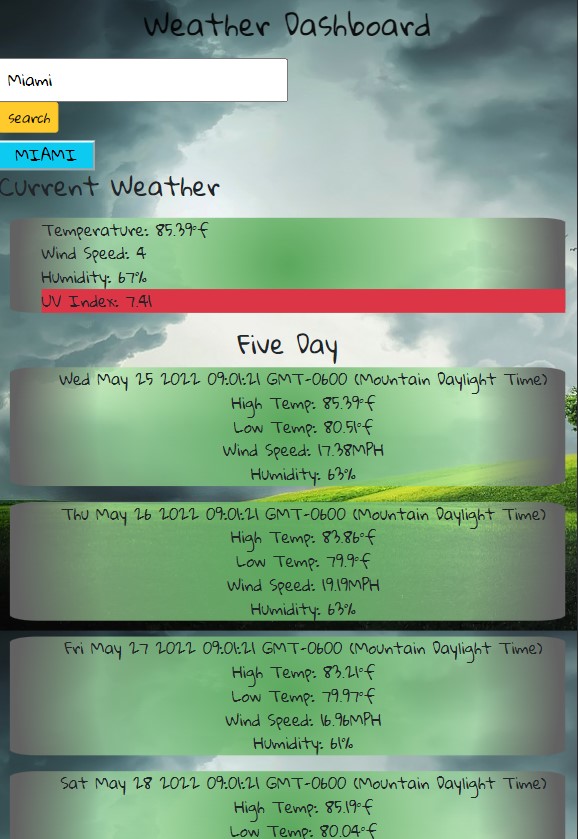 Weather Dashboard
Miami
Search
MIAMI
Current Weather
Temperature: 85.39°f
Wind Speed: 4
Humidity: 67%
UV Index: 7.41
Five Day
Wed May 25 2022 09:01:21 GMT-0600 (Mountain Daylight Time)
High Temp: 85.39°f
Low Temp: 80.51°f
Wind Speed: 17.38MPH
Humidity: 63%
Thu May 26 2022 09:01:21 GMT-0600 (Mountain Daylight Time)
High Temp: 83.86°f
Low Temp: 79.9°f
Wind Speed: 19.19MPH
Humidity: 63%
Fri May 27 2022 09:01:21 GMT-0600 (Mountain Daylight Time)
High Temp: 83.21°f
Low Temp: 79.97°f
Wind Speed: 16.96MPH
Humidity: 61%
Sat May 28 2022 09:01:21 GMT-0600 (Mountain Daylight Time)
High Temp: 85.19°f
Low Temp: 80.04°f